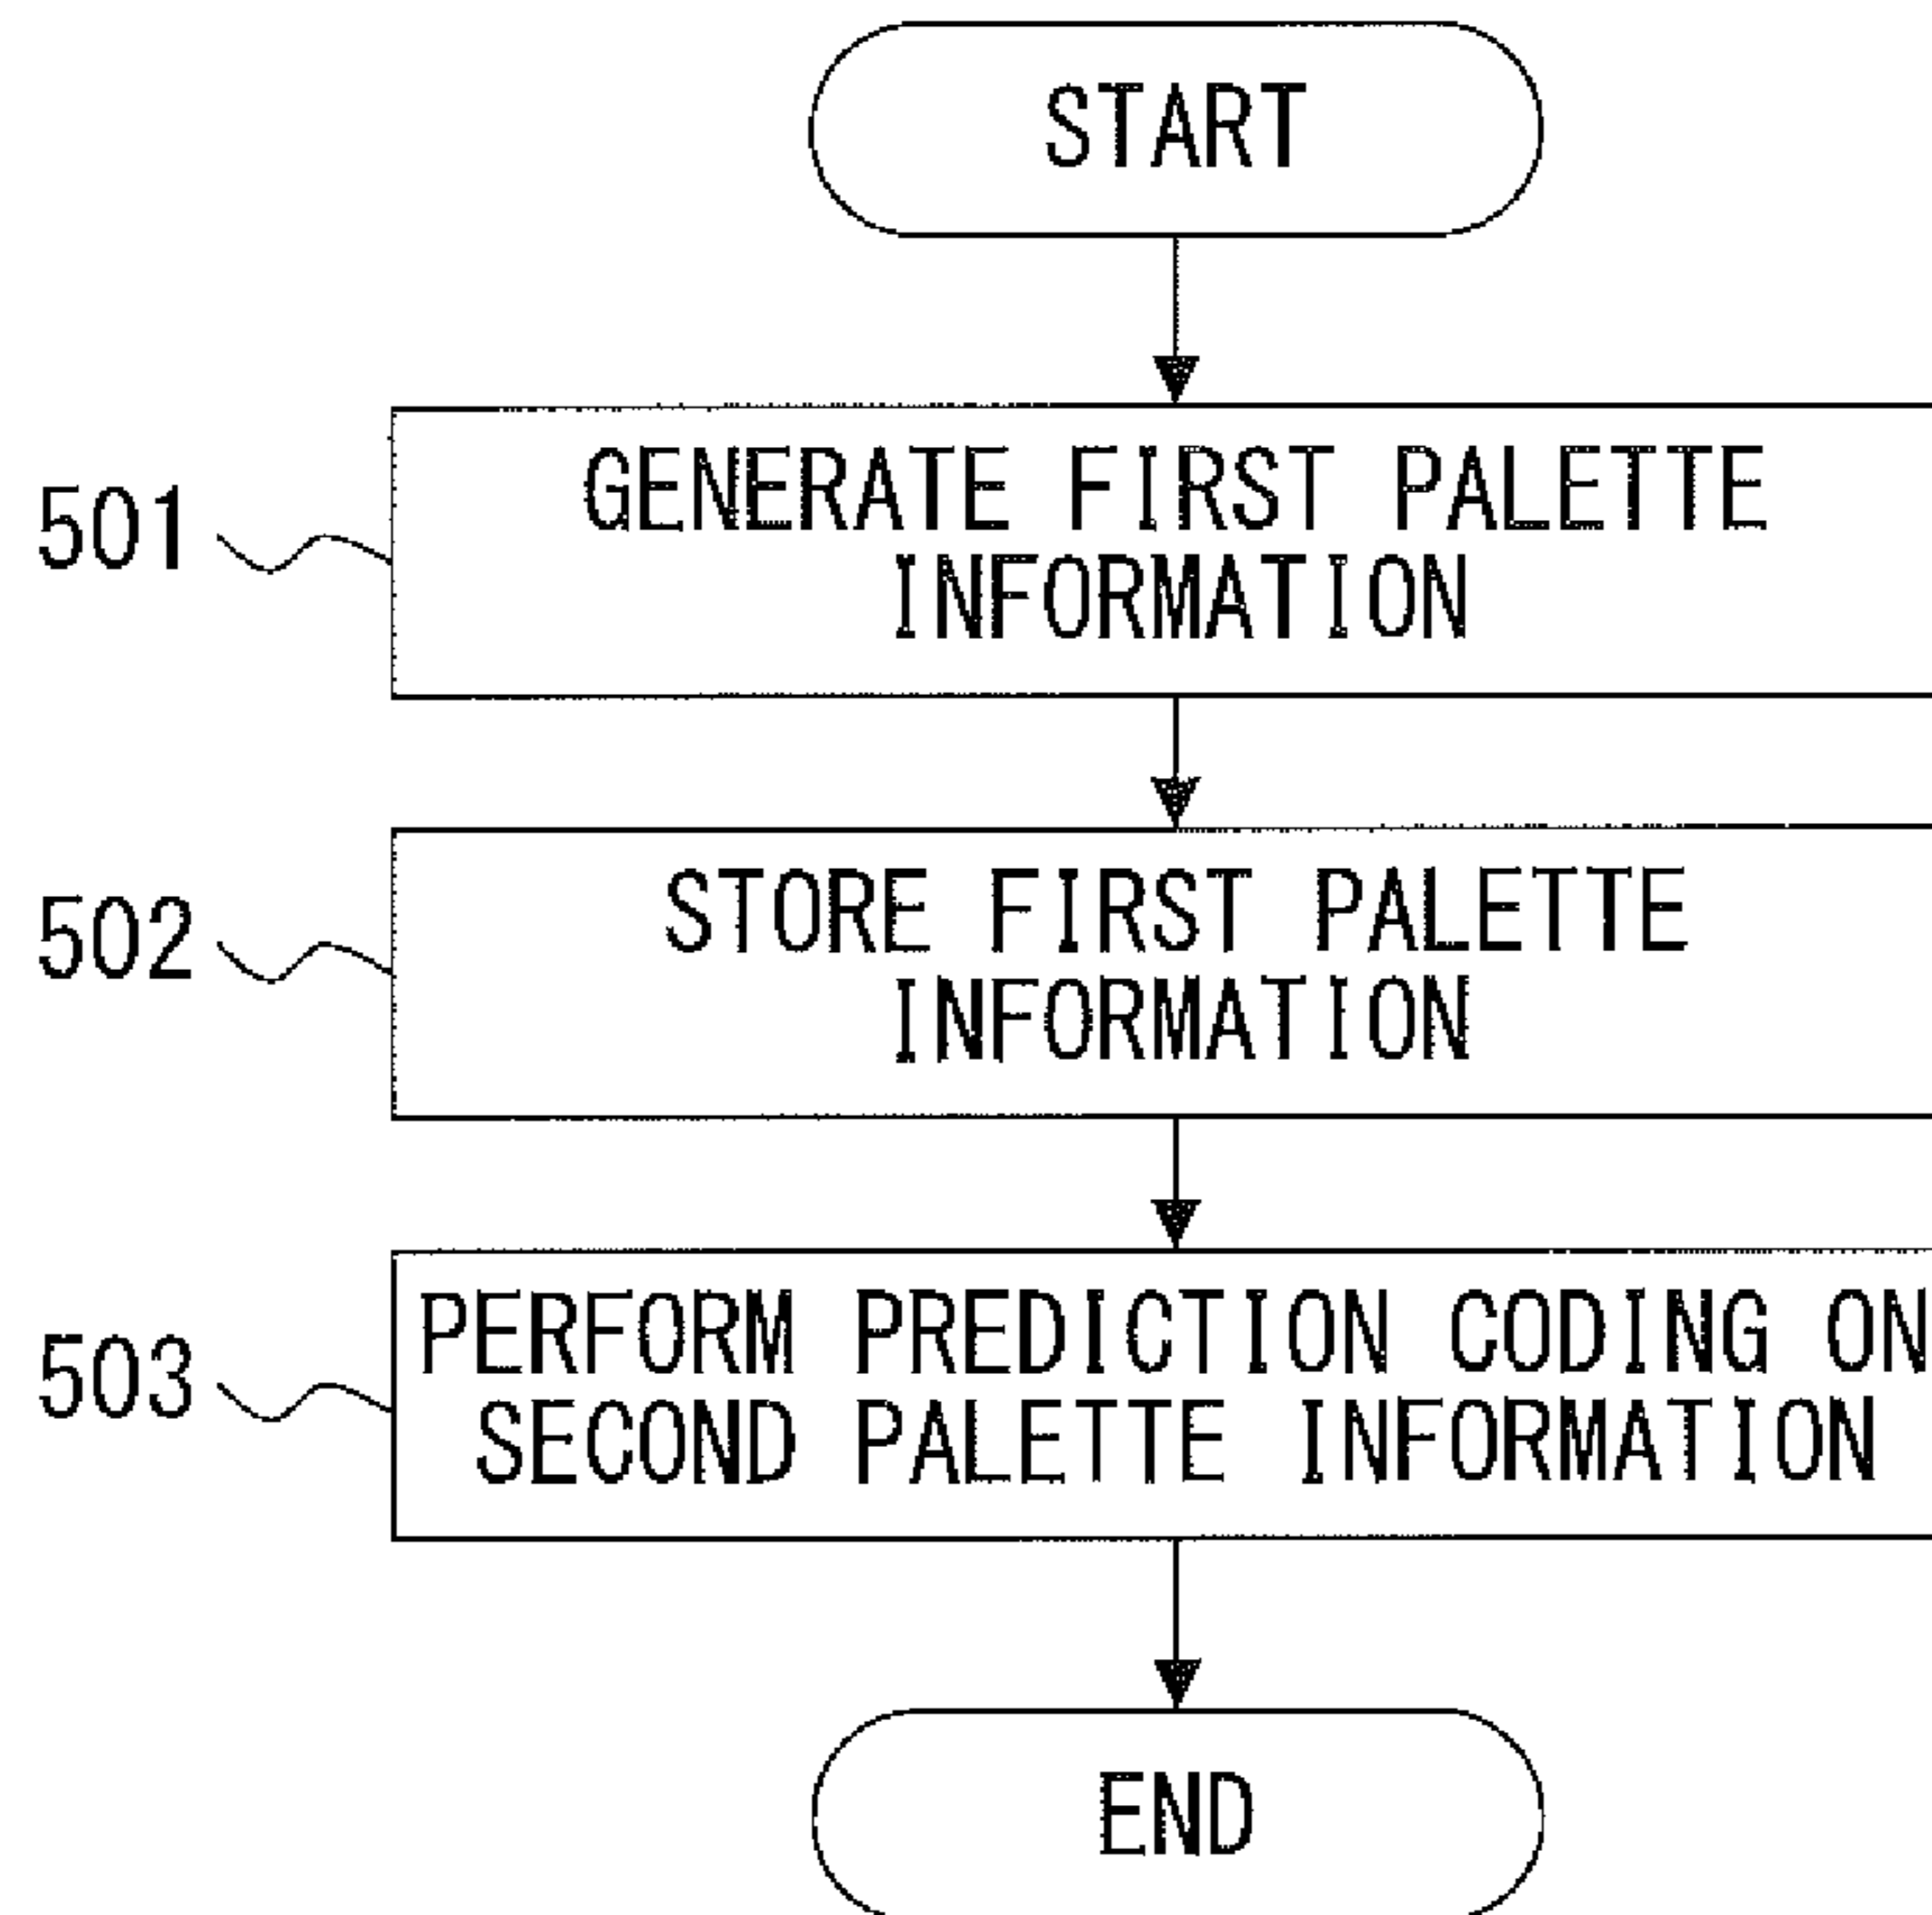 START
501
GENERATE FIRST PALETTE
INFORMATION
502
STORE FIRST PALETTE
INFORMATION
503
PERFORM PREDICTION CODING ON
SECOND PALETTE INFORMATION
END